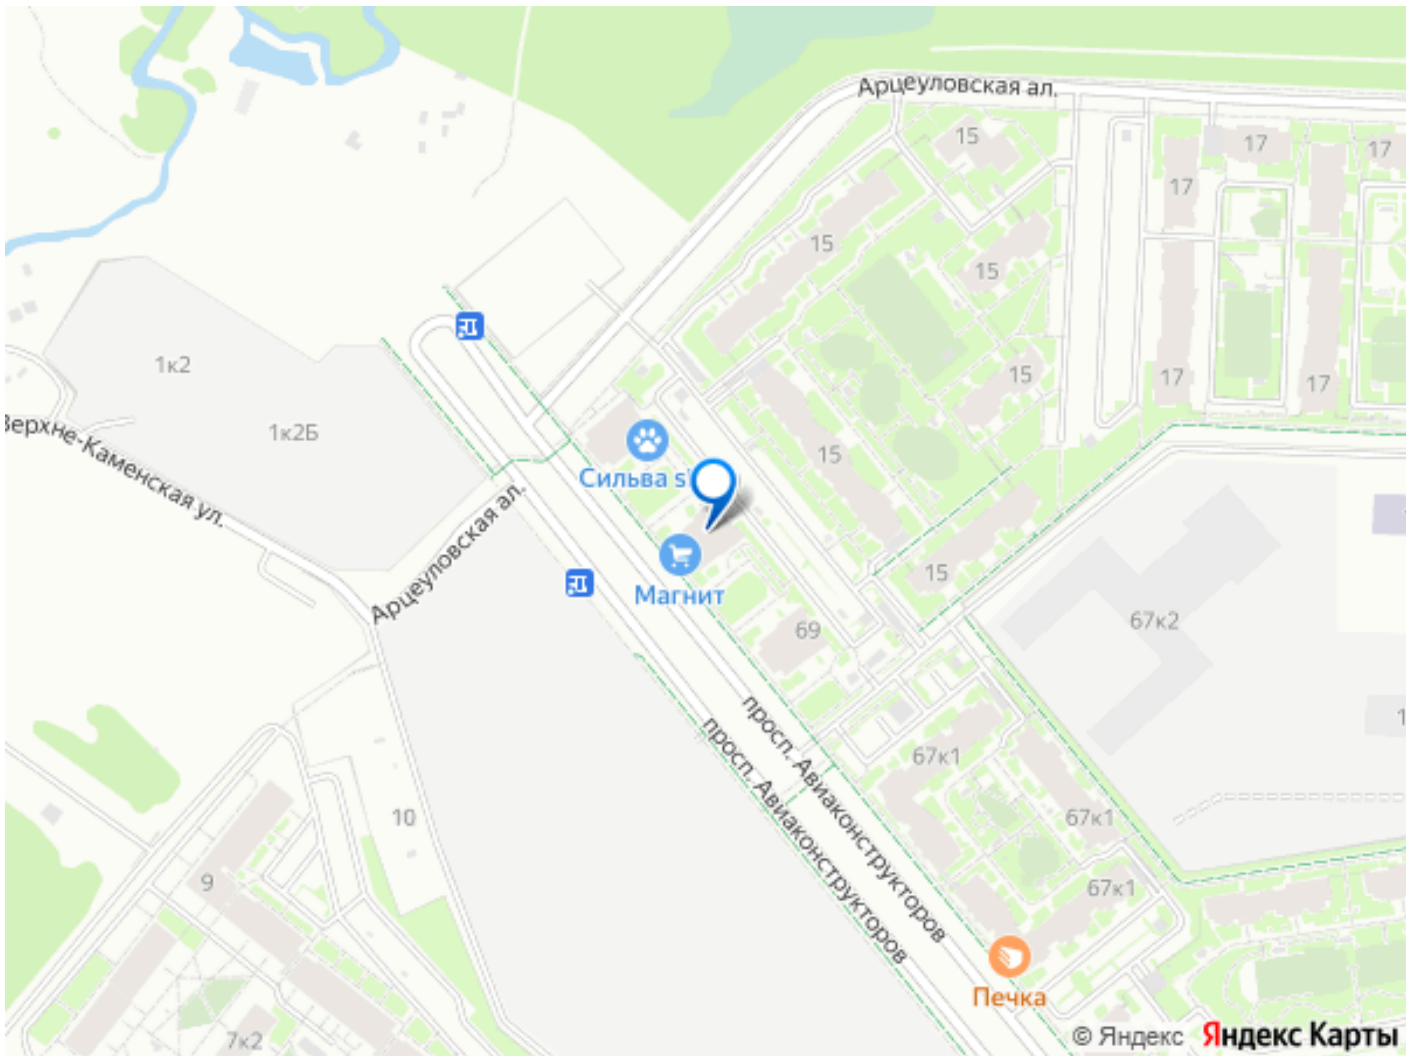 Арцеуловская ал.
15
17
17
17
15
15
1к2
15
17
17
1к2Б
15
Верхне-Каменская ул.
Сильва s
Арцеуловская ал.
15
Магнит
69
67к2
просп. Авиаконструкторов
просп. Авиаконструкторов
67к1
10
67к1
9
67к1
Печка
7к2
© Яндекс Яндекс Карты